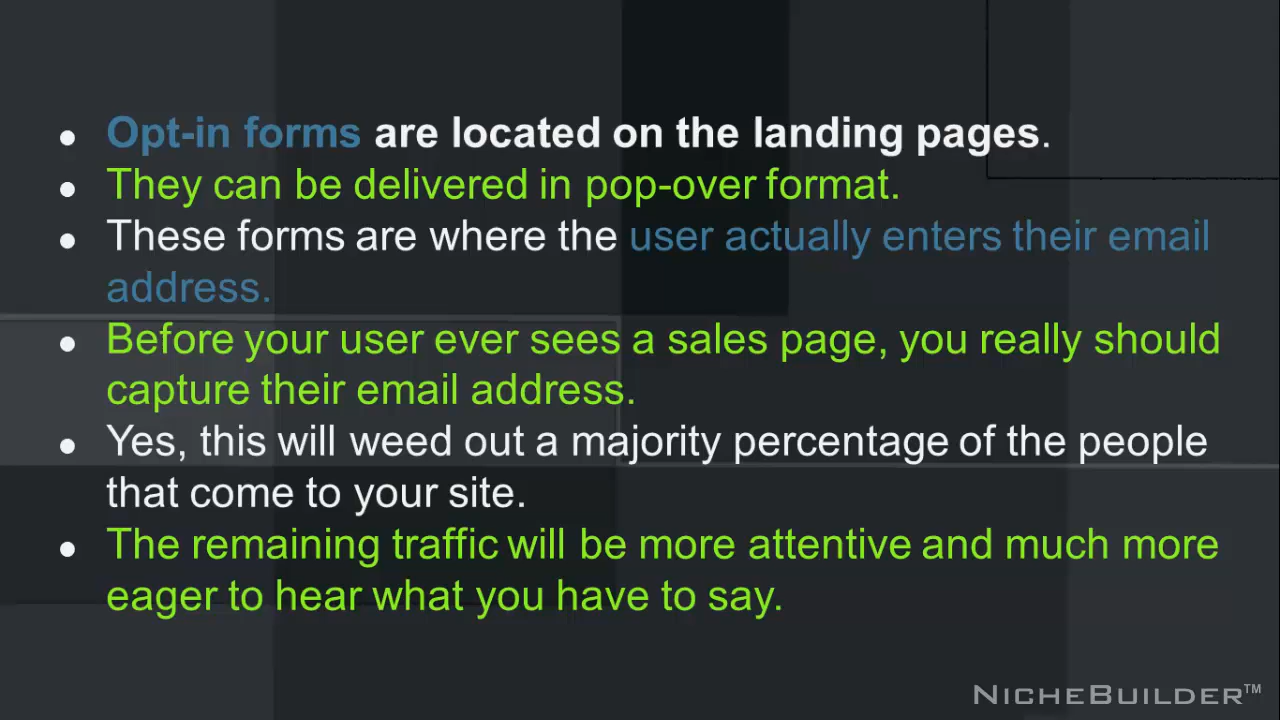 ● Opt-in forms are located on the landing pages.
● They can be delivered in pop-over format.
● These forms are where the user actually enters their email
address.
● Before your user ever sees a sales page, you really should
capture their email address.
● Yes, this will weed out a majority percentage of the people
that come to your site.
● The remaining traffic will be more attentive and much more
eager to hear what you have to say.
NICHEBUILDER™